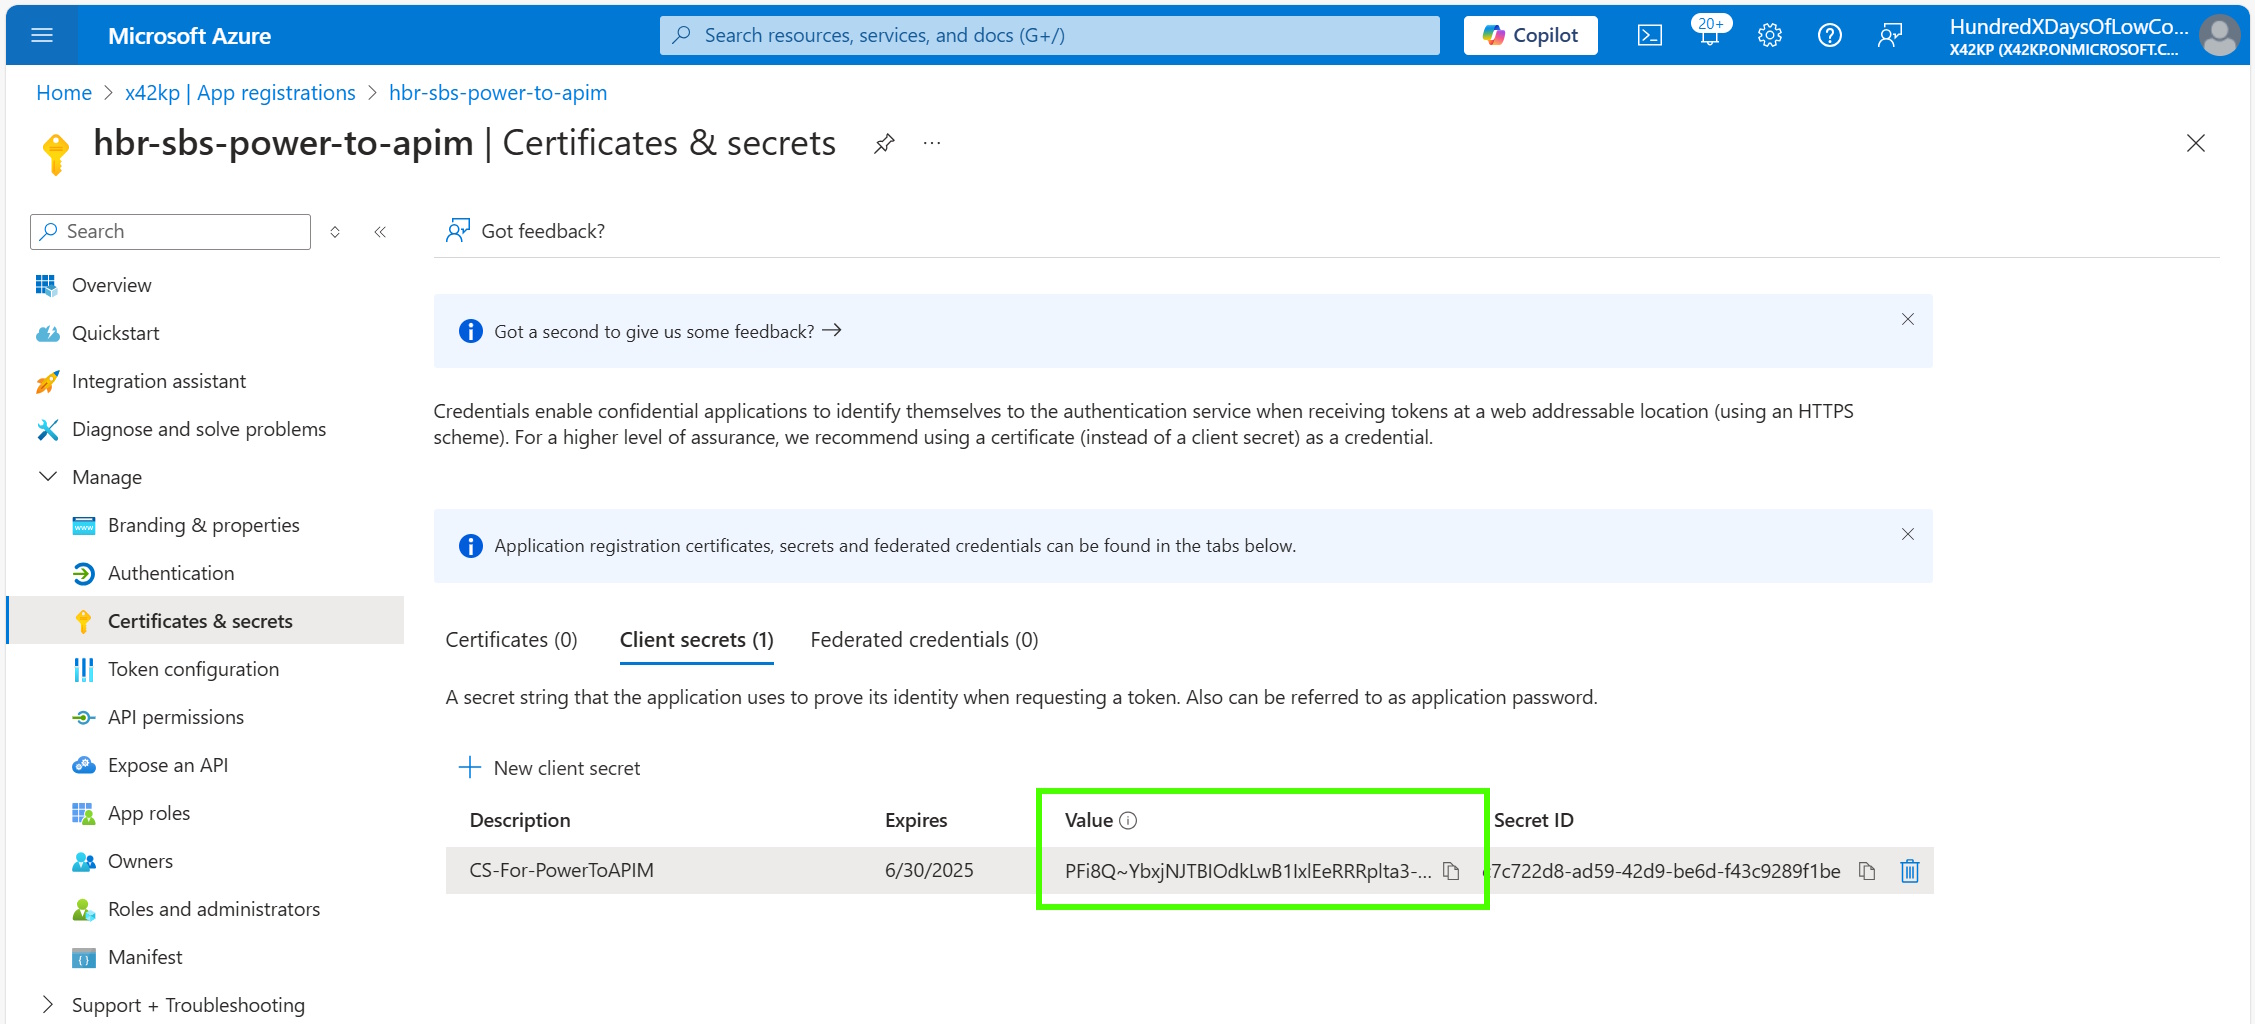 Microsoft Azure
Search resources, services, and docs (G+/)
Copilot
20+
HundredXDaysOfLowCo...
X42KP (X42KP.ONMICROSOFT.C...
Home > x42kp | App registrations > hbr-sbs-power-to-apim
hbr-sbs-power-to-apim | Certificates & secrets
Search
Got feedback?
Overview
Quickstart
Integration assistant
Diagnose and solve problems
Manage
Branding & properties
Authentication
Certificates & secrets
Token configuration
API permissions
Expose an API
App roles
Owners
Roles and administrators
Manifest
Support + Troubleshooting
Got a second to give us some feedback?
Credentials enable confidential applications to identify themselves to the authentication service when receiving tokens at a web addressable location (using an HTTPS
scheme). For a higher level of assurance, we recommend using a certificate (instead of a client secret) as a credential.
Application registration certificates, secrets and federated credentials can be found in the tabs below.
Certificates (0) Client secrets (1) Federated credentials (0)
A secret string that the application uses to prove its identity when requesting a token. Also can be referred to as application password.
New client secret
Description Expires Value Secret ID
CS-For-PowerToAPIM 6/30/2025 PFi8Q~YbxjNJTBIOdkLwB1IxlEeRRRplta3-... c7c722d8-ad59-42d9-be6d-f43c9289f1be